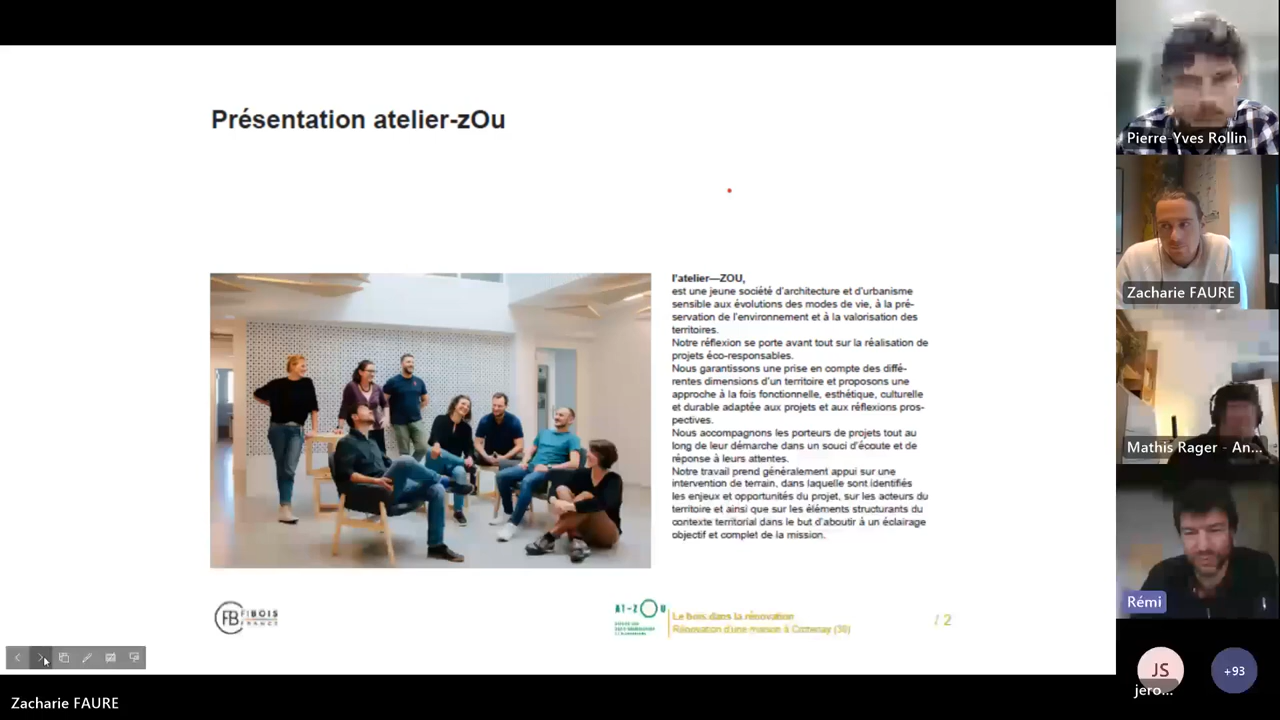 Présentation atelier-zOu
l'atelier—ZOU,
est une jeune société d'architecture et d'urbanisme
sensible aux évolutions des modes de vie, à la pré-
servation de l'environnement et à la valorisation des
territoires.
Notre réflexion se porte avant tout sur la réalisation de
projets éco-responsables.
Nous garantissons une prise en compte des diffé-
rentes dimensions d'un territoire et proposons une
approche à la fois fonctionnelle, esthétique, culturelle
et durable adaptée aux projets et aux réflexions pros-
pectives.
Nous accompagnons les porteurs de projets tout au
long de leur démarche dans un souci d'écoute et de
réponse à leurs attentes.
Notre travail prend généralement appui sur une
intervention de terrain, dans laquelle sont identifiés
les enjeux et opportunités du projet, sur les acteurs du
territoire et ainsi que sur les éléments structurants du
contexte territorial dans le but d'aboutir à un éclairage
objectif et complet de la mission.
FB FIBOIS
FRANCE
AT-ZOU
Le bois dans la rénovation
Rénovation d'une maison à (39)
/ 2
Zacharie FAURE
Pierre-Yves Rollin
Zacharie FAURE
Mathis Rager - An...
Rémi
JS
jero...
+93